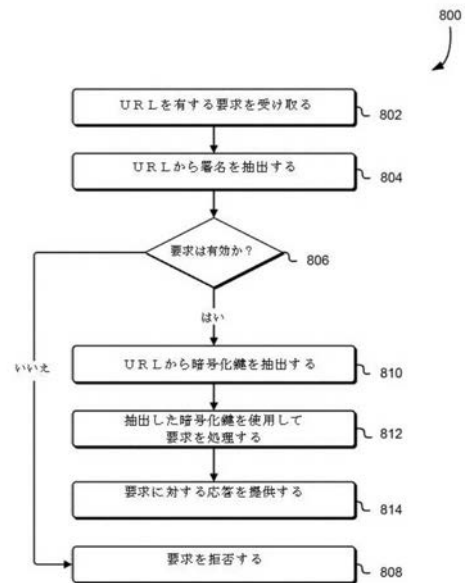 800
URLを有する要求を受け取る
802
URLから署名を抽出する
804
要求は有効か?
806
はい
いいえ
URLから暗号化鍵を抽出する
810
抽出した暗号化鍵を使用して
要求を処理する
812
要求に対する応答を提供する
814
要求を拒否する
808